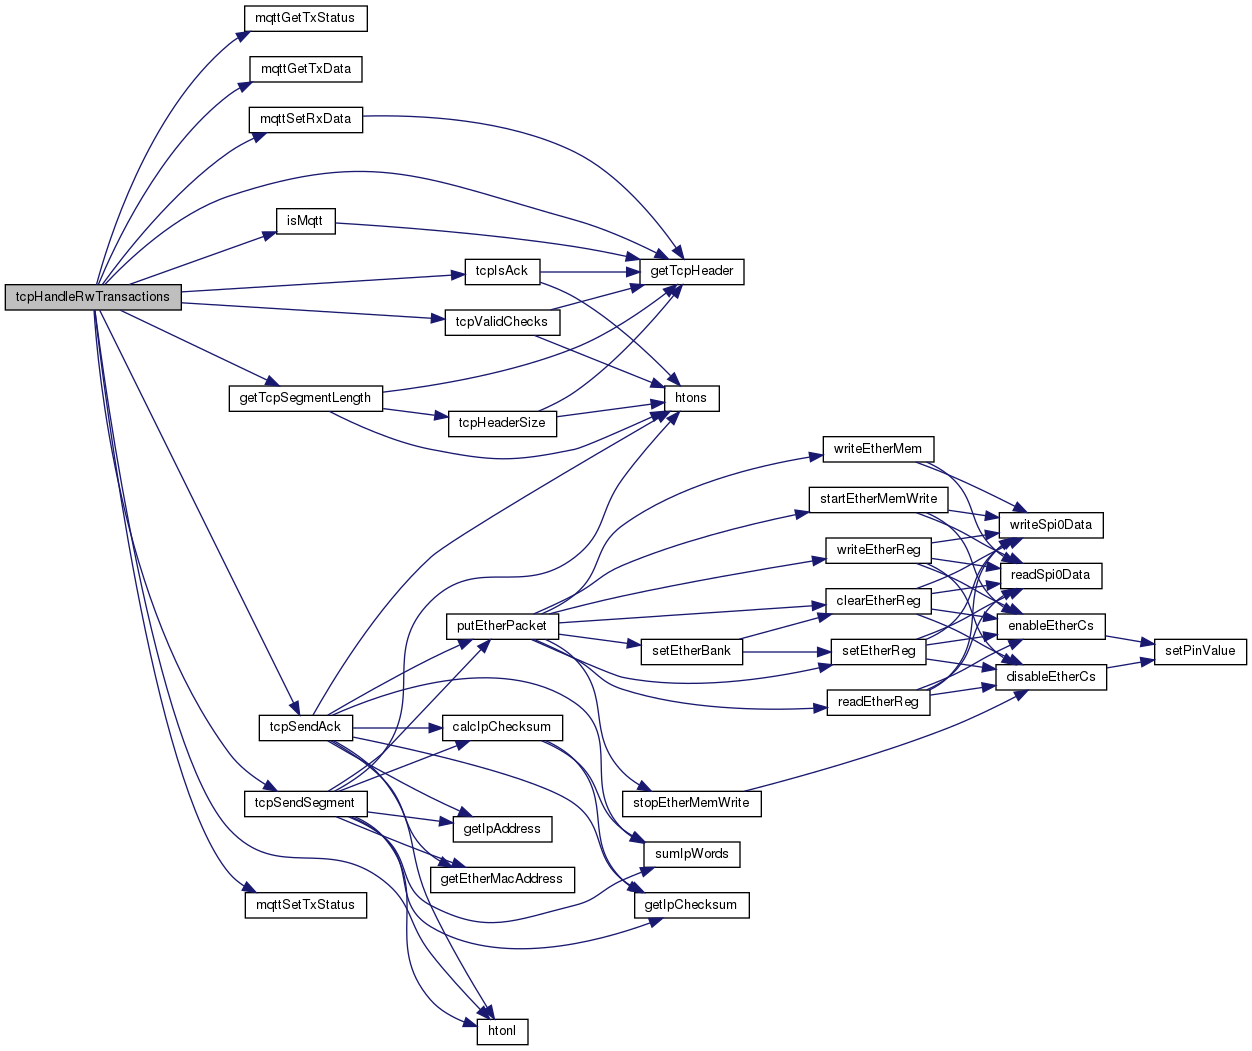 mqttGetTxStatus
mqttGetTxData
mqttSetRxData
isMqtt
tcpIsAck
getTcpHeader
tcpHandleRwTransactions
tcpValidChecks
getTcpSegmentLength
htons
tcpHeaderSize
writeEtherMem
startEtherMemWrite
writeSpi0Data
writeEtherReg
readSpi0Data
clearEtherReg
putEtherPacket
enableEtherCs
setEtherBank
setEtherReg
setPinValue
disableEtherCs
readEtherReg
tcpSendAck
calcIpChecksum
tcpSendSegment
stopEtherMemWrite
getIpAddress
sumIpWords
getEtherMacAddress
mqttSetTxStatus
getIpChecksum
htonl